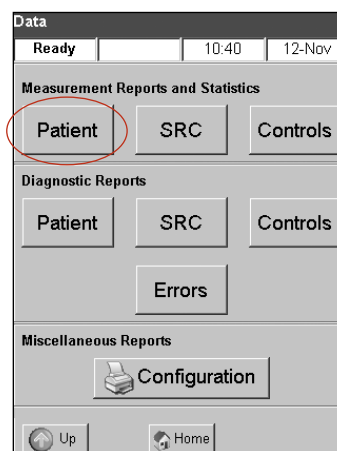 Data
Ready 10:40 12-Nov
Measurement Reports and Statistics
Patient SRC Controls
Diagnostic Reports
Patient SRC Controls
Errors
Miscellaneous Reports
Configuration
Up Home